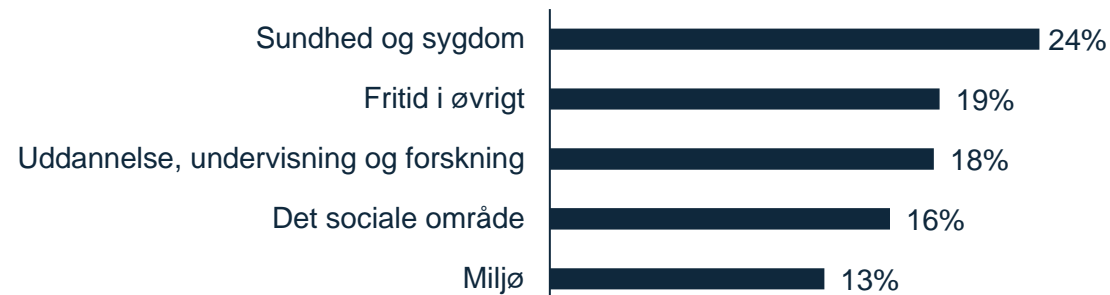 Sundhed og sygdom 24%
Fritid i øvrigt 19%
Uddannelse, undervisning og forskning 18%
Det sociale område 16%
Miljø 13%